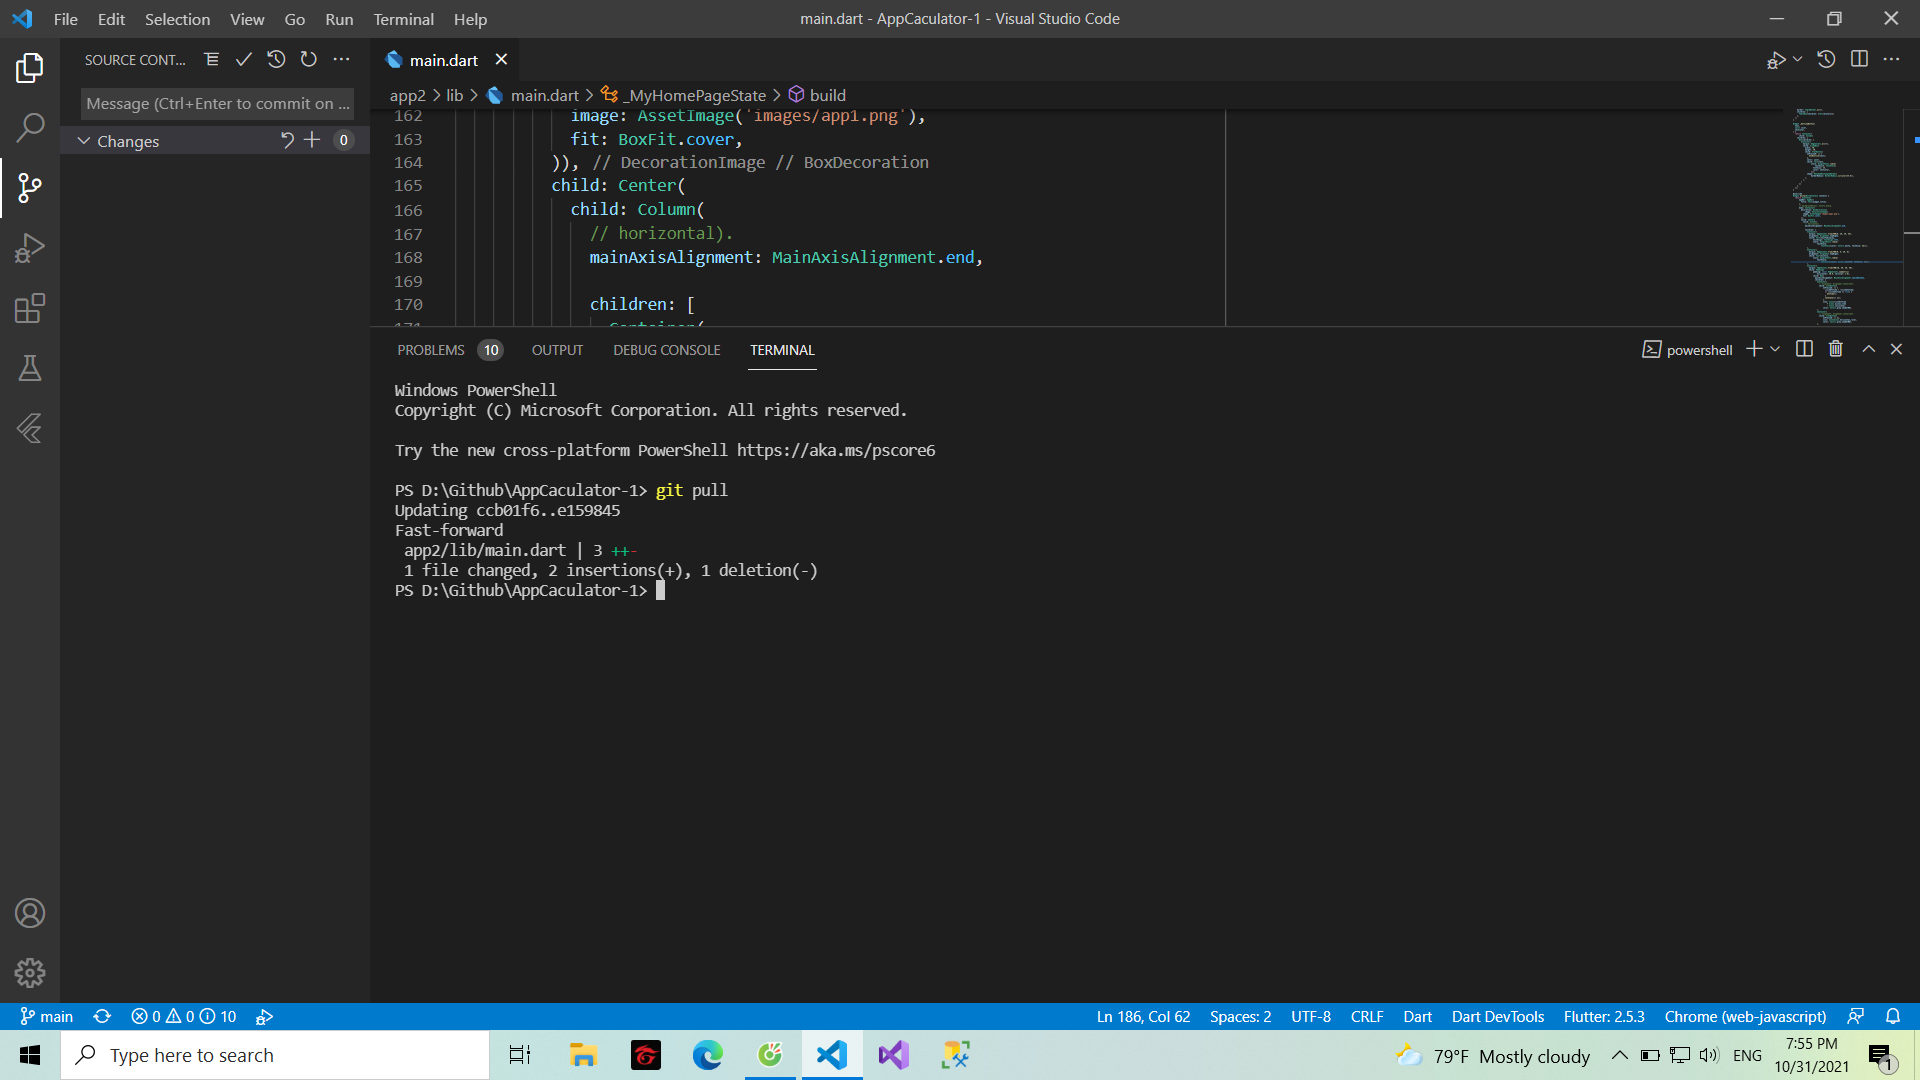 File Edit Selection View Go Run Terminal Help
main.dart - AppCaculator-1 - Visual Studio Code
SOURCE CONT...
Message (Ctrl+Enter to commit on ...
Changes
0
main.dart
app2 > lib > main.dart > _MyHomePageState > build
162 image: AssetImage('images/app1.png'),
163 fit: BoxFit.cover,
164 )), // DecorationImage // BoxDecoration
165 child: Center(
166 child: Column(
167 // horizontal).
168 mainAxisAlignment: MainAxisAlignment.end,
169
170 children: [
171 Container(
PROBLEMS 10 OUTPUT DEBUG CONSOLE TERMINAL
powershell
Windows PowerShell
Copyright (C) Microsoft Corporation. All rights reserved.
Try the new cross-platform PowerShell https://aka.ms/pscore6
PS D:\Github\AppCaculator-1> git pull
Updating ccb01f6..e159845
Fast-forward
app2/lib/main.dart | 3 ++-
1 file changed, 2 insertions(+), 1 deletion(-)
PS D:\Github\AppCaculator-1>
main 0 0 10
Ln 186, Col 62 Spaces: 2 UTF-8 CRLF Dart Dart DevTools Flutter: 2.5.3 Chrome (web-javascript)
Type here to search
79°F Mostly cloudy
ENG
7:55 PM
10/31/2021
1